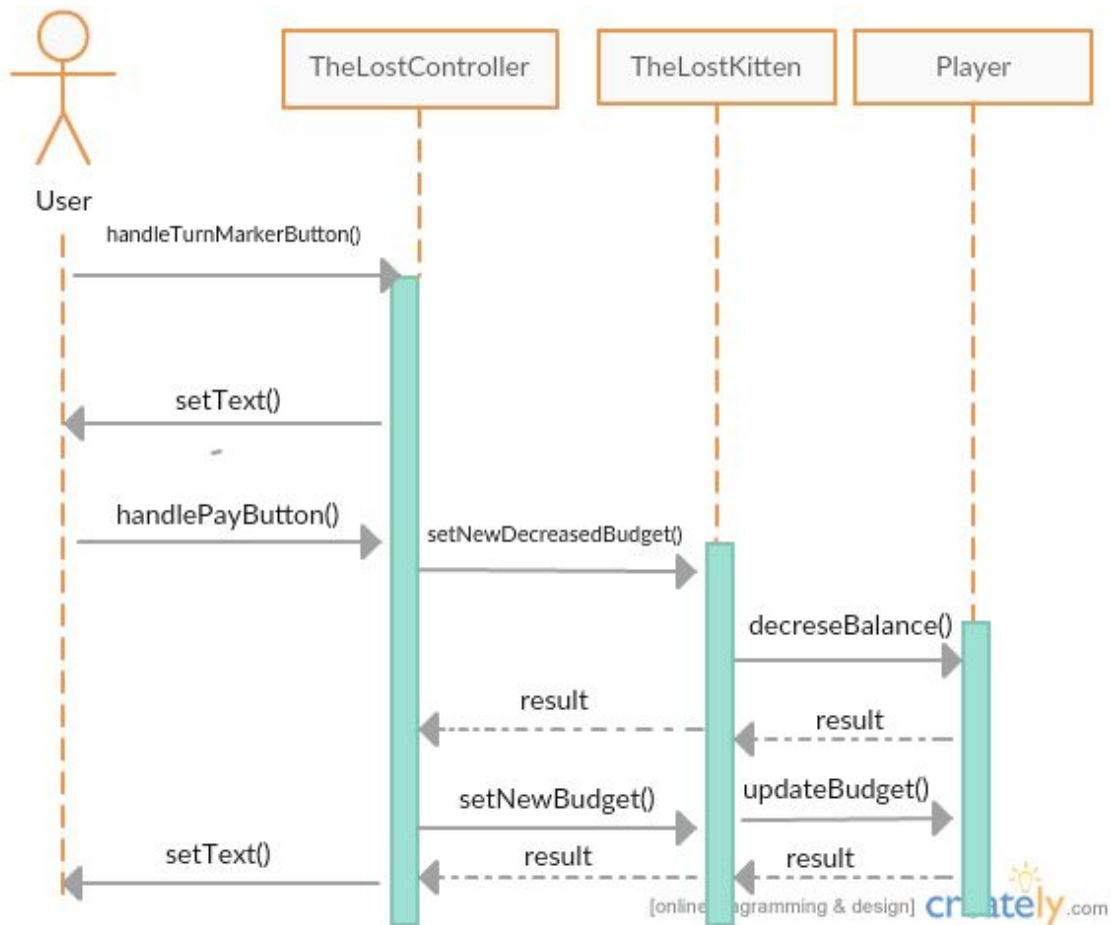 TheLostController
TheLostKitten
Player
User
handleTurnMarkerButton()
setText()
handlePayButton()
setNewDecreasedBudget()
decreseBalance()
result
result
setNewBudget()
updateBudget()
setText()
result
result
[online diagramming & design] creately.com